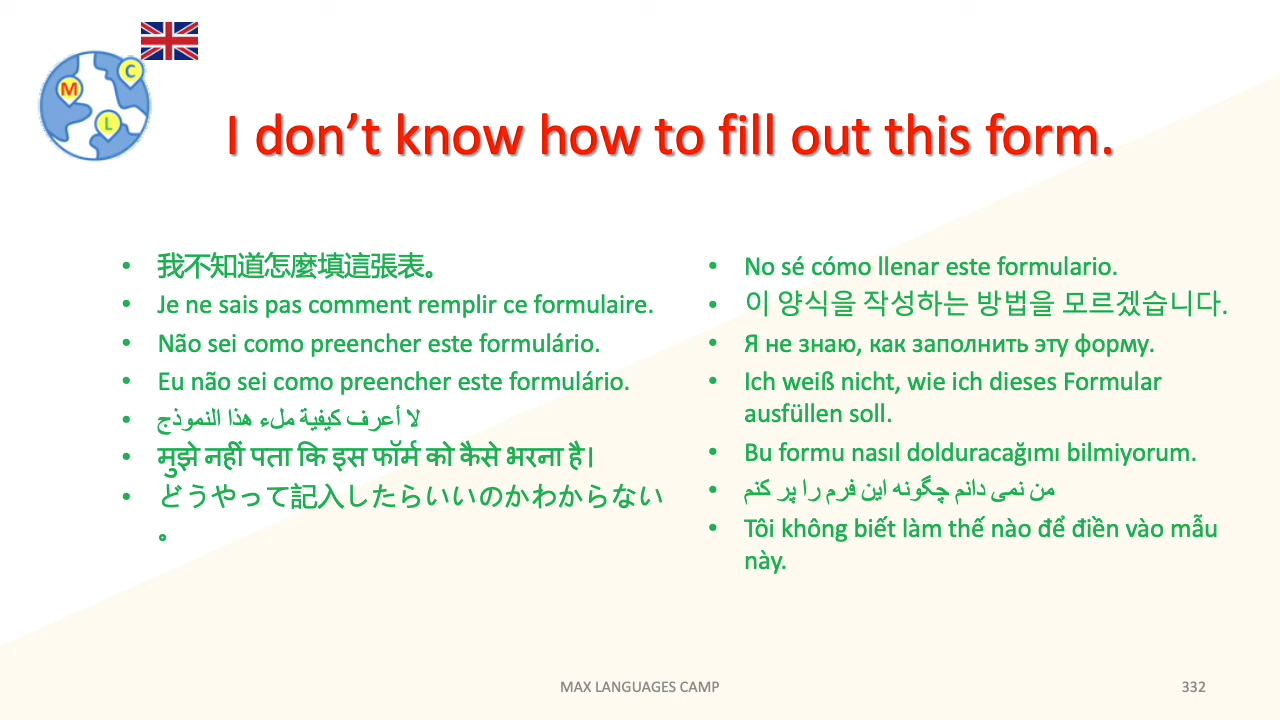 M
C
L
I don’t know how to fill out this form.
• 我不知道怎麼填這張表。
• Je ne sais pas comment remplir ce formulaire.
• Não sei como preencher este formulário.
• Eu não sei como preencher este formulário.
• لا أعرف كيفية ملء هذا النموذج
• मुझे नहीं पता कि इस फॉर्म को कैसे भरना है।
• どうやって記入したらいいのかわからない
。
• No sé cómo llenar este formulario.
• 이 양식을 작성하는 방법을 모르겠습니다.
• Я не знаю, как заполнить эту форму.
• Ich weiß nicht, wie ich dieses Formular
ausfüllen soll.
• Bu formu nasıl dolduracağımı bilmiyorum.
• من نمی دانم چگونه این فرم را پر کنم
• Tôi không biết làm thế nào để điền vào mẫu
này.
MAX LANGUAGES CAMP
332